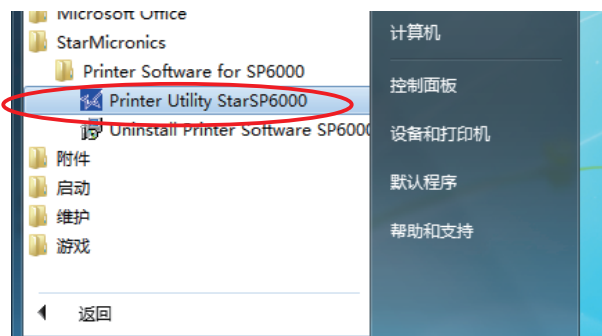 Microsoft Office
StarMicronics
Printer Software for SP6000
Printer Utility StarSP6000
Uninstall Printer Software SP6000
附件
启动
维护
游戏
返回
计算机
控制面板
设备和打印机
默认程序
帮助和支持